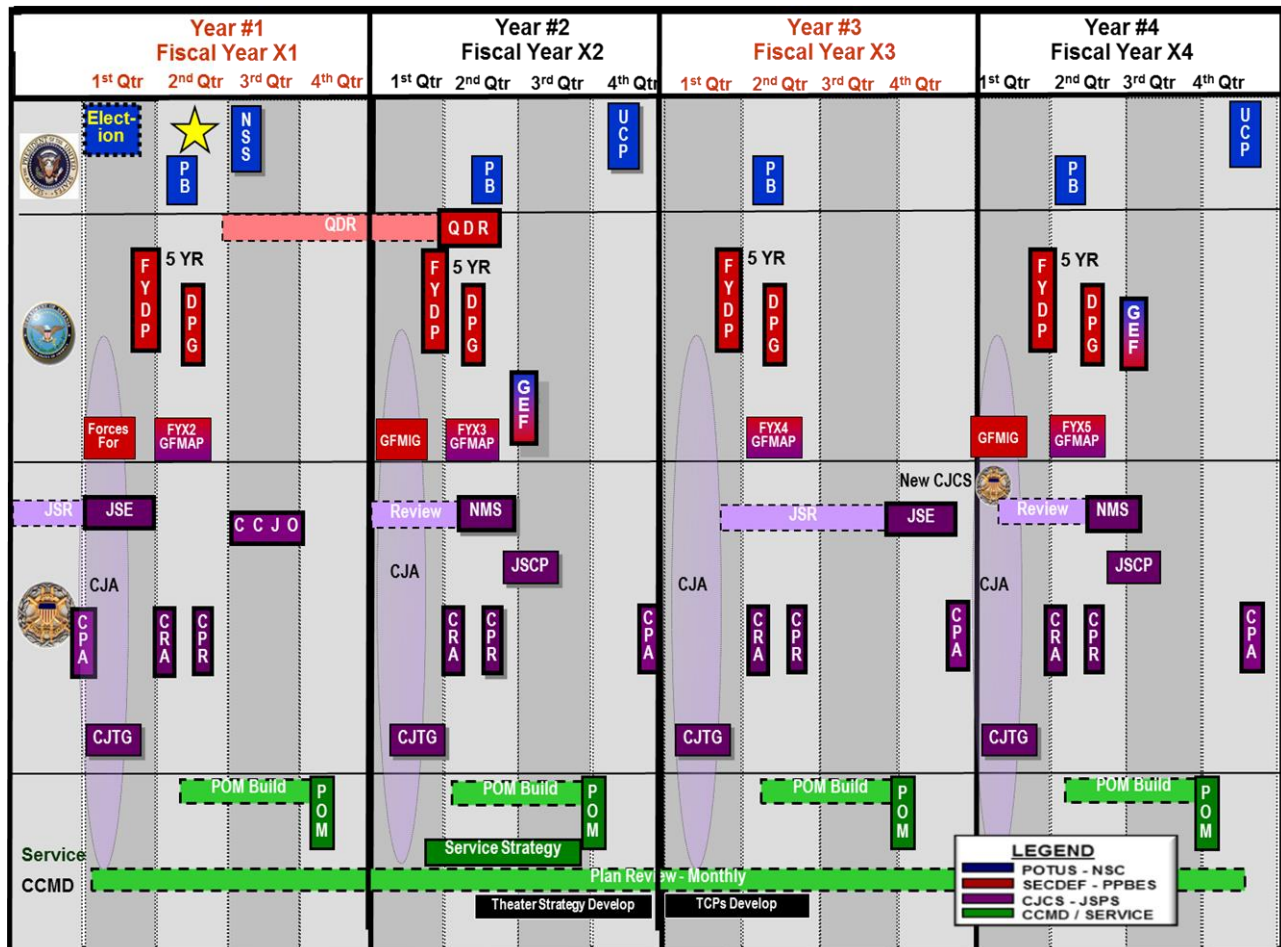 Year #1
Fiscal Year X1
Year #2
Fiscal Year X2
Year #3
Fiscal Year X3
Year #4
Fiscal Year X4
1st Qtr 2nd Qtr 3rd Qtr 4th Qtr
1st Qtr 2nd Qtr 3rd Qtr 4th Qtr
1st Qtr 2nd Qtr 3rd Qtr 4th Qtr
1st Qtr 2nd Qtr 3rd Qtr 4th Qtr
Elect-
ion
NSS
UCP
UCP
PB
PB
PB
PB
QDR
QDR
FYDP
5 YR
DPG
FYDP
5 YR
DPG
FYDP
5 YR
DPG
FYDP
5 YR
DPG
GEF
GEF
Forces
For
FYX2
GFMAP
GFMIG
FYX3
GFMAP
FYX4
GFMAP
GFMIG
FYX5
GFMAP
New CJCS
JSR
JSE
CCJO
Review
NMS
JSR
JSE
Review
NMS
JSCP
JSCP
CJA
CJA
CJA
CJA
CPA
CRA
CPR
CRA
CPR
CPA
CRA
CPR
CPA
CRA
CPR
CPA
CJTG
CJTG
CJTG
CJTG
POM Build
POM
POM Build
POM
POM Build
POM
POM Build
POM
Service
Service Strategy
CCMD
Plan Review - Monthly
Theater Strategy Develop
TCPs Develop
LEGEND
POTUS - NSC
SECDEF - PPBES
CJCS - JSPS
CCMD / SERVICE